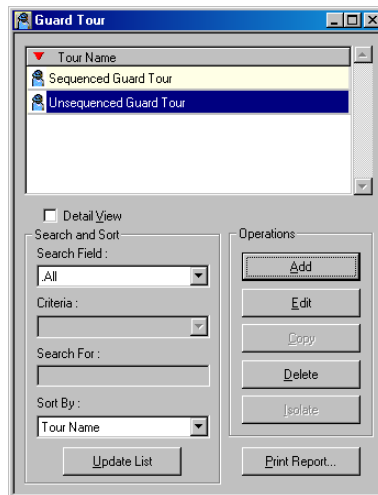 Guard Tour
Tour Name
Sequenced Guard Tour
Unsequenced Guard Tour
Detail View
Search and Sort
Search Field :
.All
Criteria :
Search For :
Sort By :
Tour Name
Update List
Operations
Add
Edit
Copy
Delete
Isolate
Print Report...